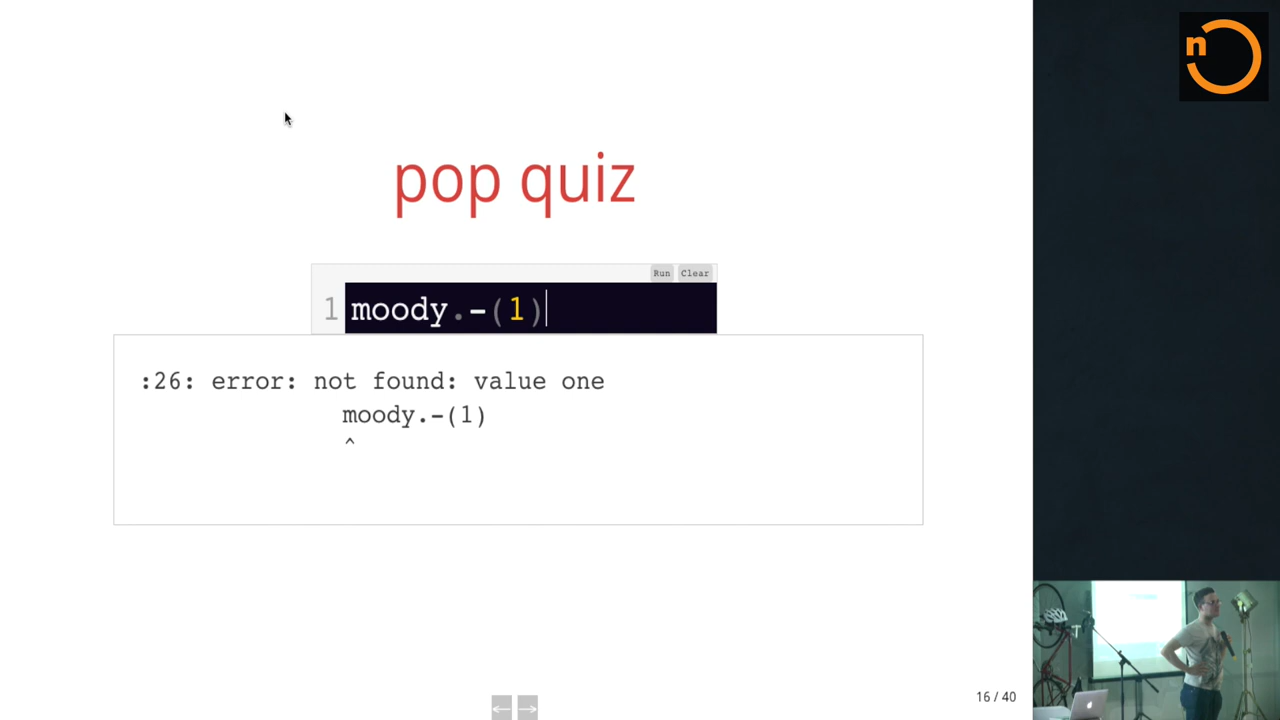 n
pop quiz
Run Clear
1 moody.-(1)
:26: error: not found: value one
moody.-(1)
^
← →
16 / 40